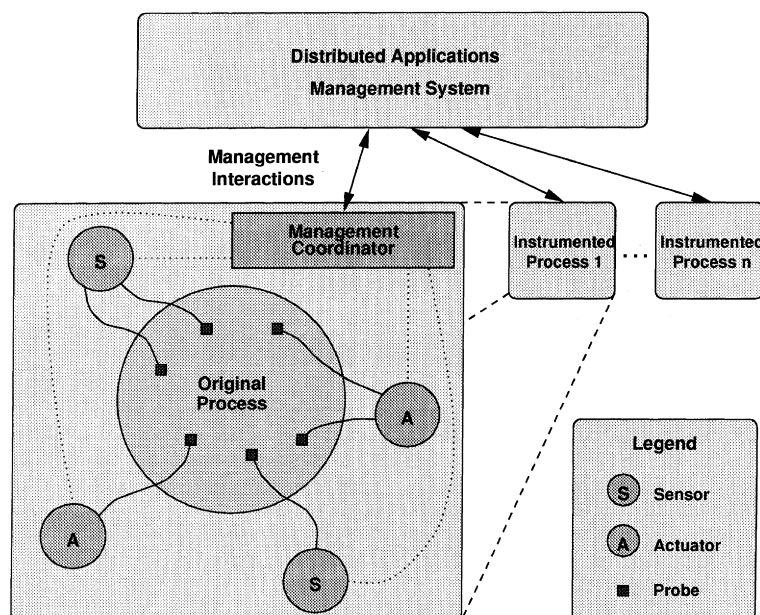 Distributed Applications
Management System
Management
Interactions
Management
Coordinator
Instrumented
Process 1
Instrumented
Process n
S
Original
Process
A
A
S
Legend
S Sensor
A Actuator
Probe